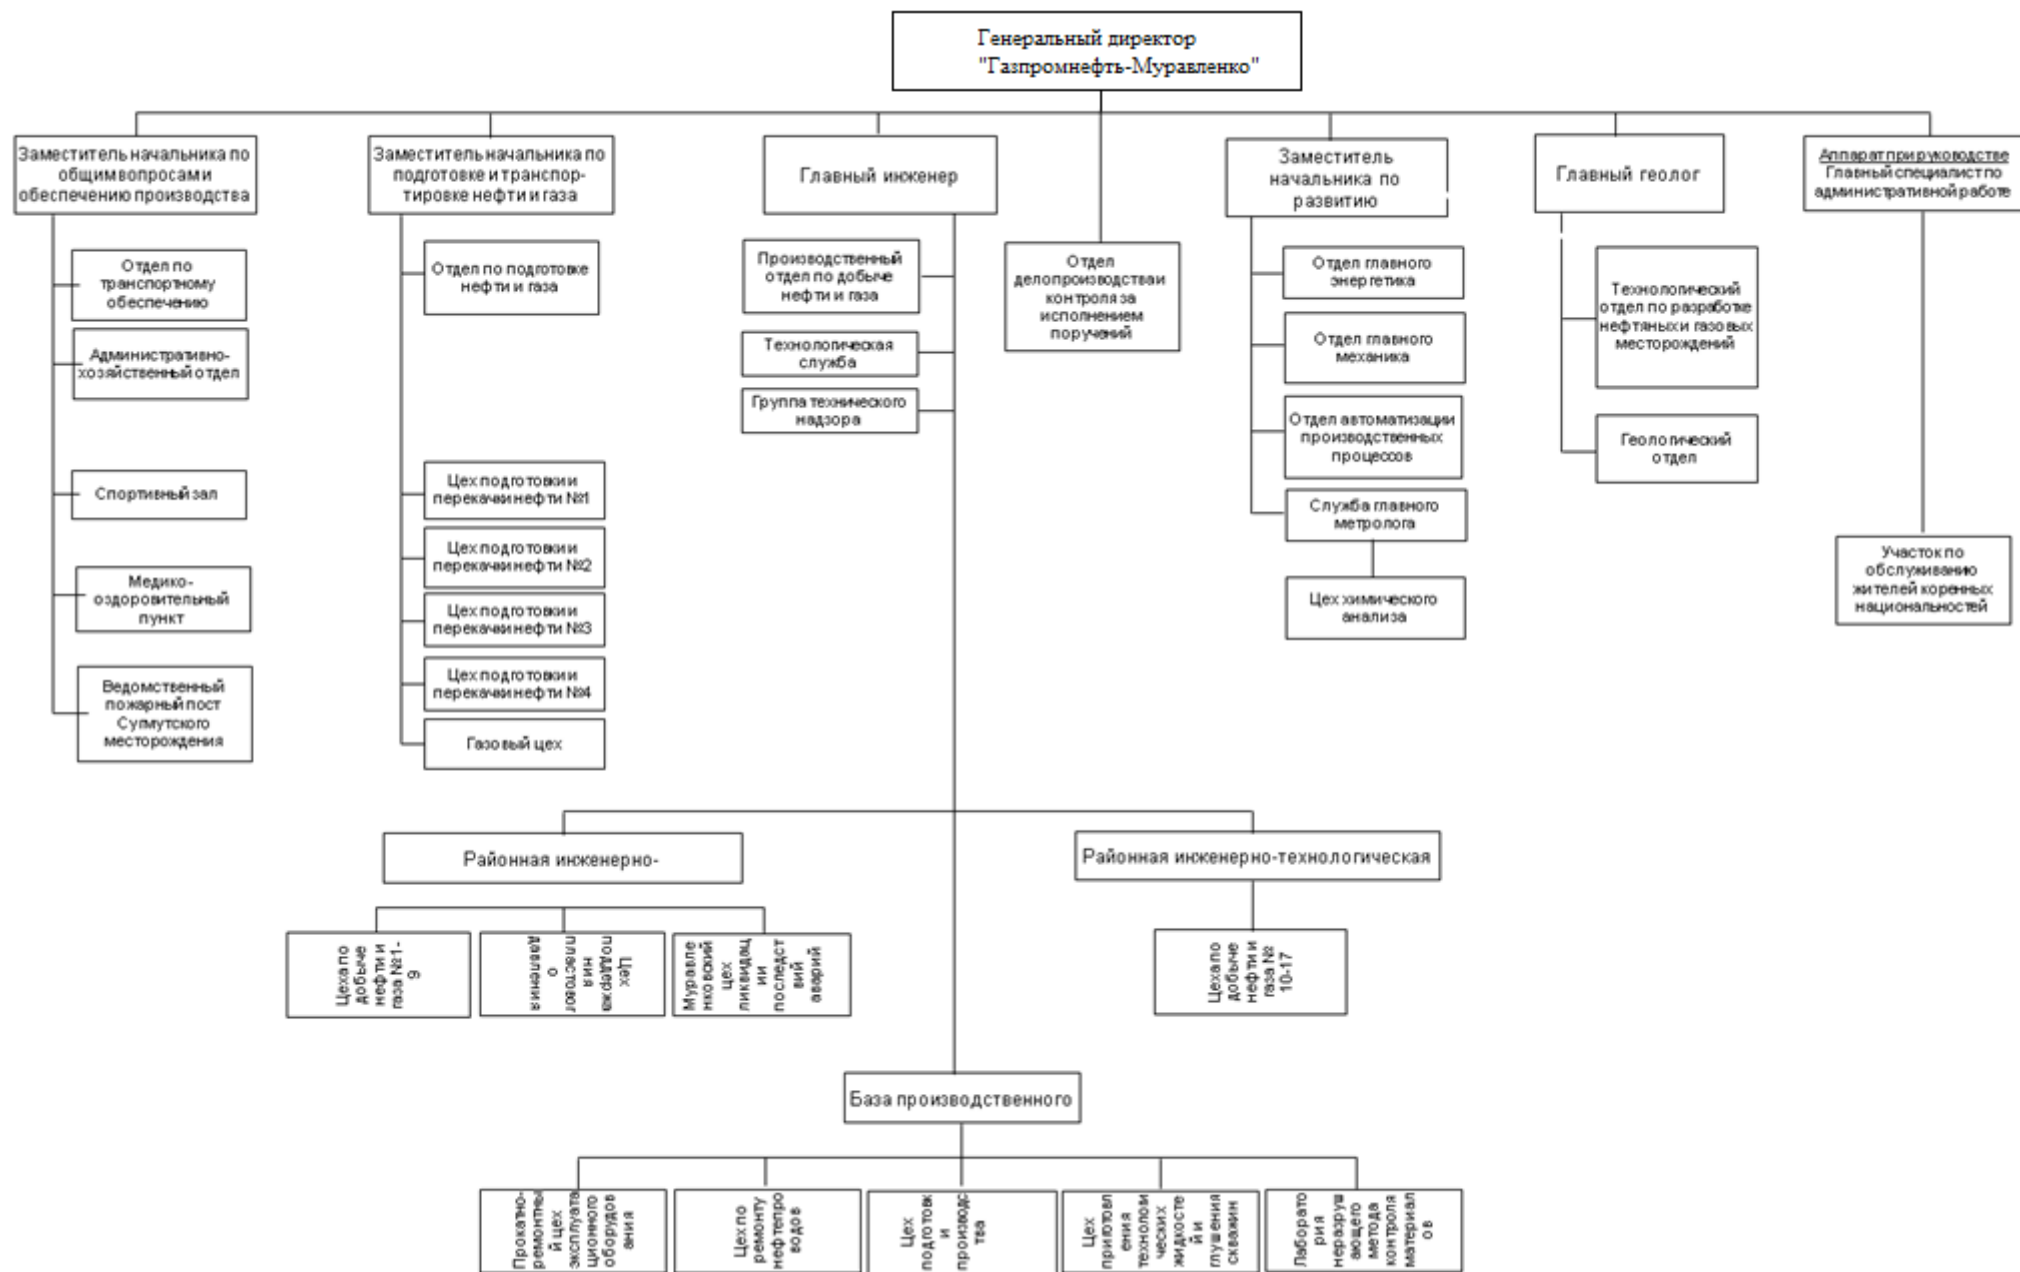 Генеральный директор
"Газпромнефть-Муравленко"
Заместитель начальника по
общим вопросам и
обеспечению производства
Заместитель начальника по
подготовке и транспор-
тировке нефти и газа
Главный инженер
Заместитель
начальника по
развитию
Главный геолог
Аппарат при руководстве
Главный специалист по
административной работе
Отдел по
транспортному
обеспечению
Административно-
хозяйственный отдел
Спортивный зал
Медико-
оздоровительный
пункт
Ведомственный
пожарный пост
Сугмутского
месторождения
Отдел по подготовке
нефти и газа
Цех подготовки и
перекачки нефти №1
Цех подготовки и
перекачки нефти №2
Цех подготовки и
перекачки нефти №3
Цех подготовки и
перекачки нефти №4
Газовый цех
Производственный
отдел по добыче
нефти и газа
Технологическая
служба
Группа технического
надзора
Отдел
делопроизводства и
контроля за
исполнением
поручений
Отдел главного
энергетика
Отдел главного
механика
Отдел автоматизации
производственных
процессов
Служба главного
метролога
Цех химического
анализа
Технологический
отдел по разработке
нефтяных и газовых
месторождений
Геологический
отдел
Участок по
обслуживанию
жителей коренных
национальностей
Районная инженерно-
Районная инженерно-технологическая
Цеха по
добыче
нефти и
газа №1-
9
Цех
поддержа
ния
пластовог
о
давления
Муравле
нковский
цех
ликвидац
ии
последст
вий
аварий
Цеха по
добыче
нефти и
газа №
10-17
База производственного
Прокатно-
ремонтны
й цех
эксплуата
ционного
оборудов
ания
Цех по
ремонту
нефтепро
водов
Цех
подготовк
и
производс
тва
Цех
приготовл
ения
технологи
ческих
жидкосте
й и
глушения
скважин
Лаборато
рия
неразруш
ающего
метода
контроля
материал
ов